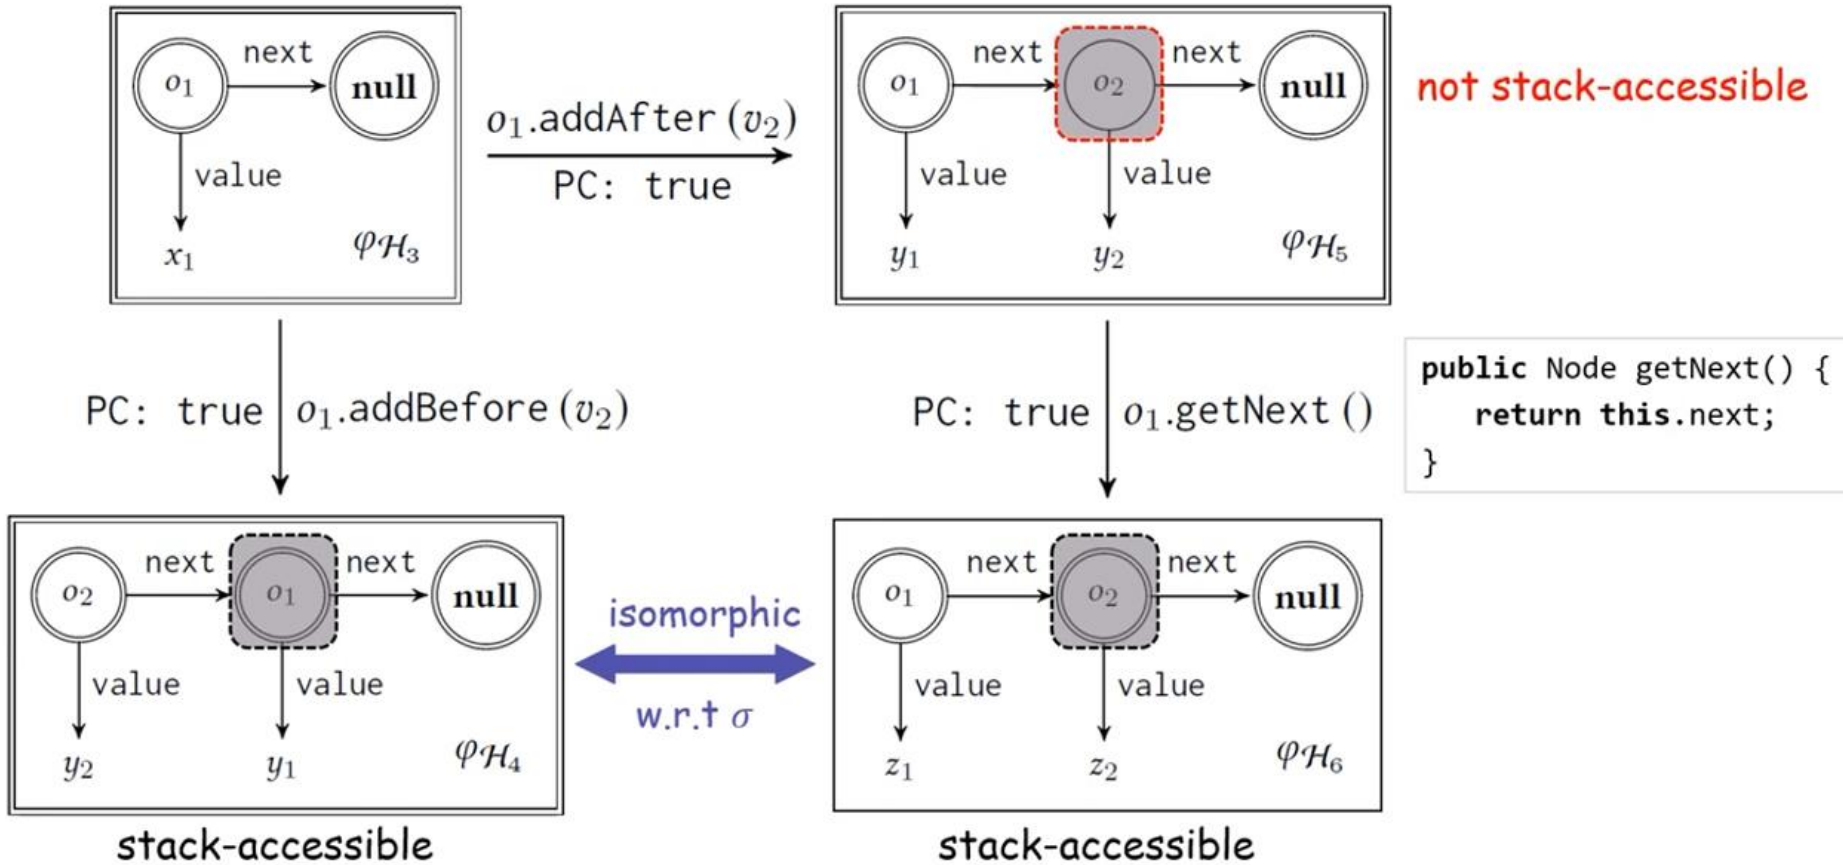 o₁ next null
value
x₁ φ𝓗₃
o₁.addAfter(v₂)
PC: true
o₁ next o₂ next null
value value
y₁ y₂ φ𝓗₅
not stack-accessible
PC: true o₁.addBefore(v₂)
PC: true o₁.getNext()
public Node getNext() {
return this.next;
}
o₂ next o₁ next null
value value
y₂ y₁ φ𝓗₄
stack-accessible
isomorphic
w.r.t σ
o₁ next o₂ next null
value value
z₁ z₂ φ𝓗₆
stack-accessible